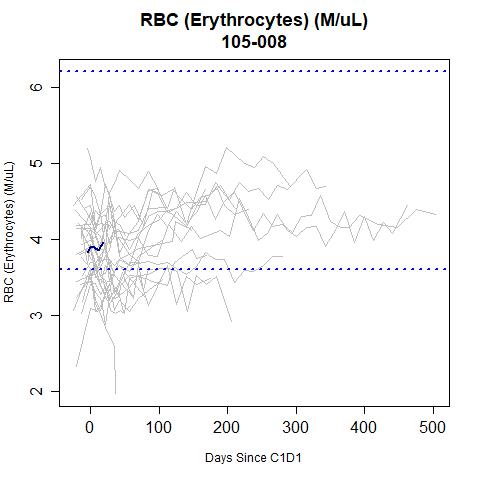 RBC (Erythrocytes) (M/uL)
105-008
RBC (Erythrocytes) (M/uL)
6
5
4
3
2
0 100 200 300 400 500
Days Since C1D1